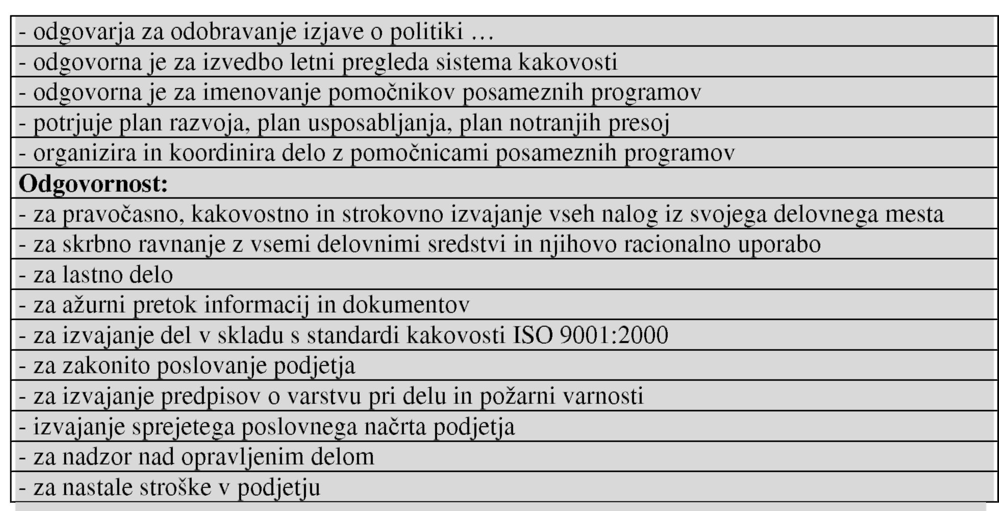 - odgovarja za odobravanje izjave o politiki …
- odgovorna je za izvedbo letni pregleda sistema kakovosti
- odgovorna je za imenovanje pomočnikov posameznih programov
- potrjuje plan razvoja, plan usposabljanja, plan notranjih presoj
- organizira in koordinira delo z pomočnicami posameznih programov
Odgovornost:
- za pravočasno, kakovostno in strokovno izvajanje vseh nalog iz svojega delovnega mesta
- za skrbno ravnanje z vsemi delovnimi sredstvi in njihovo racionalno uporabo
- za lastno delo
- za ažurni pretok informacij in dokumentov
- za izvajanje del v skladu s standardi kakovosti ISO 9001:2000
- za zakonito poslovanje podjetja
- za izvajanje predpisov o varstvu pri delu in požarni varnosti
- izvajanje sprejetega poslovnega načrta podjetja
- za nadzor nad opravljenim delom
- za nastale stroške v podjetju